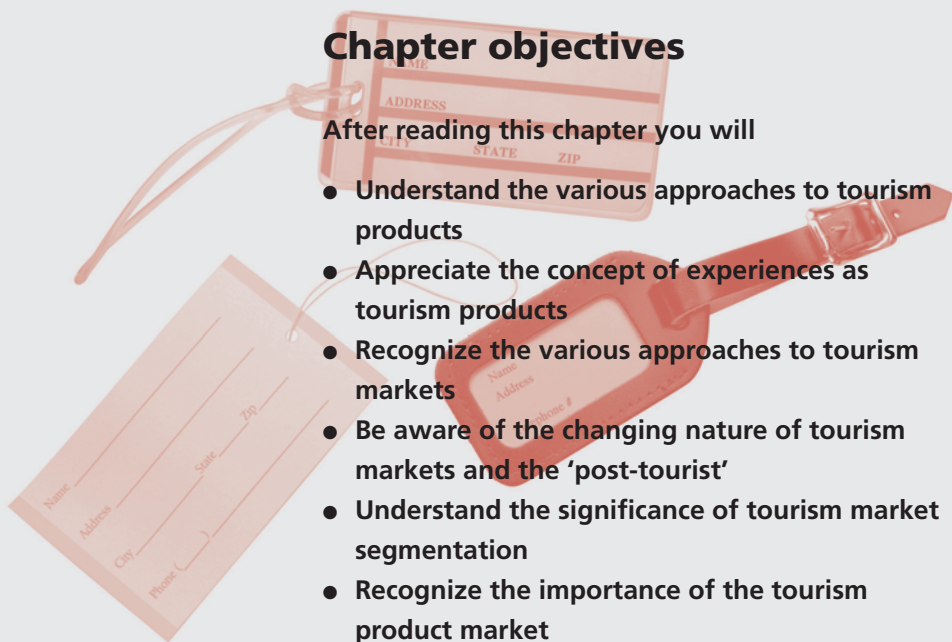 Chapter objectives
NAME
ADDRESS
After reading this chapter you will
CITY STATE ZIP
● Understand the various approaches to tourism
products
● Appreciate the concept of experiences as
tourism products
● Recognize the various approaches to tourism
markets
Name
Address
● Be aware of the changing nature of tourism
markets and the ‘post-tourist’
● Understand the significance of tourism market
segmentation
● Recognize the importance of the tourism
product market
Name
Address
City State Zip
Phone ( )